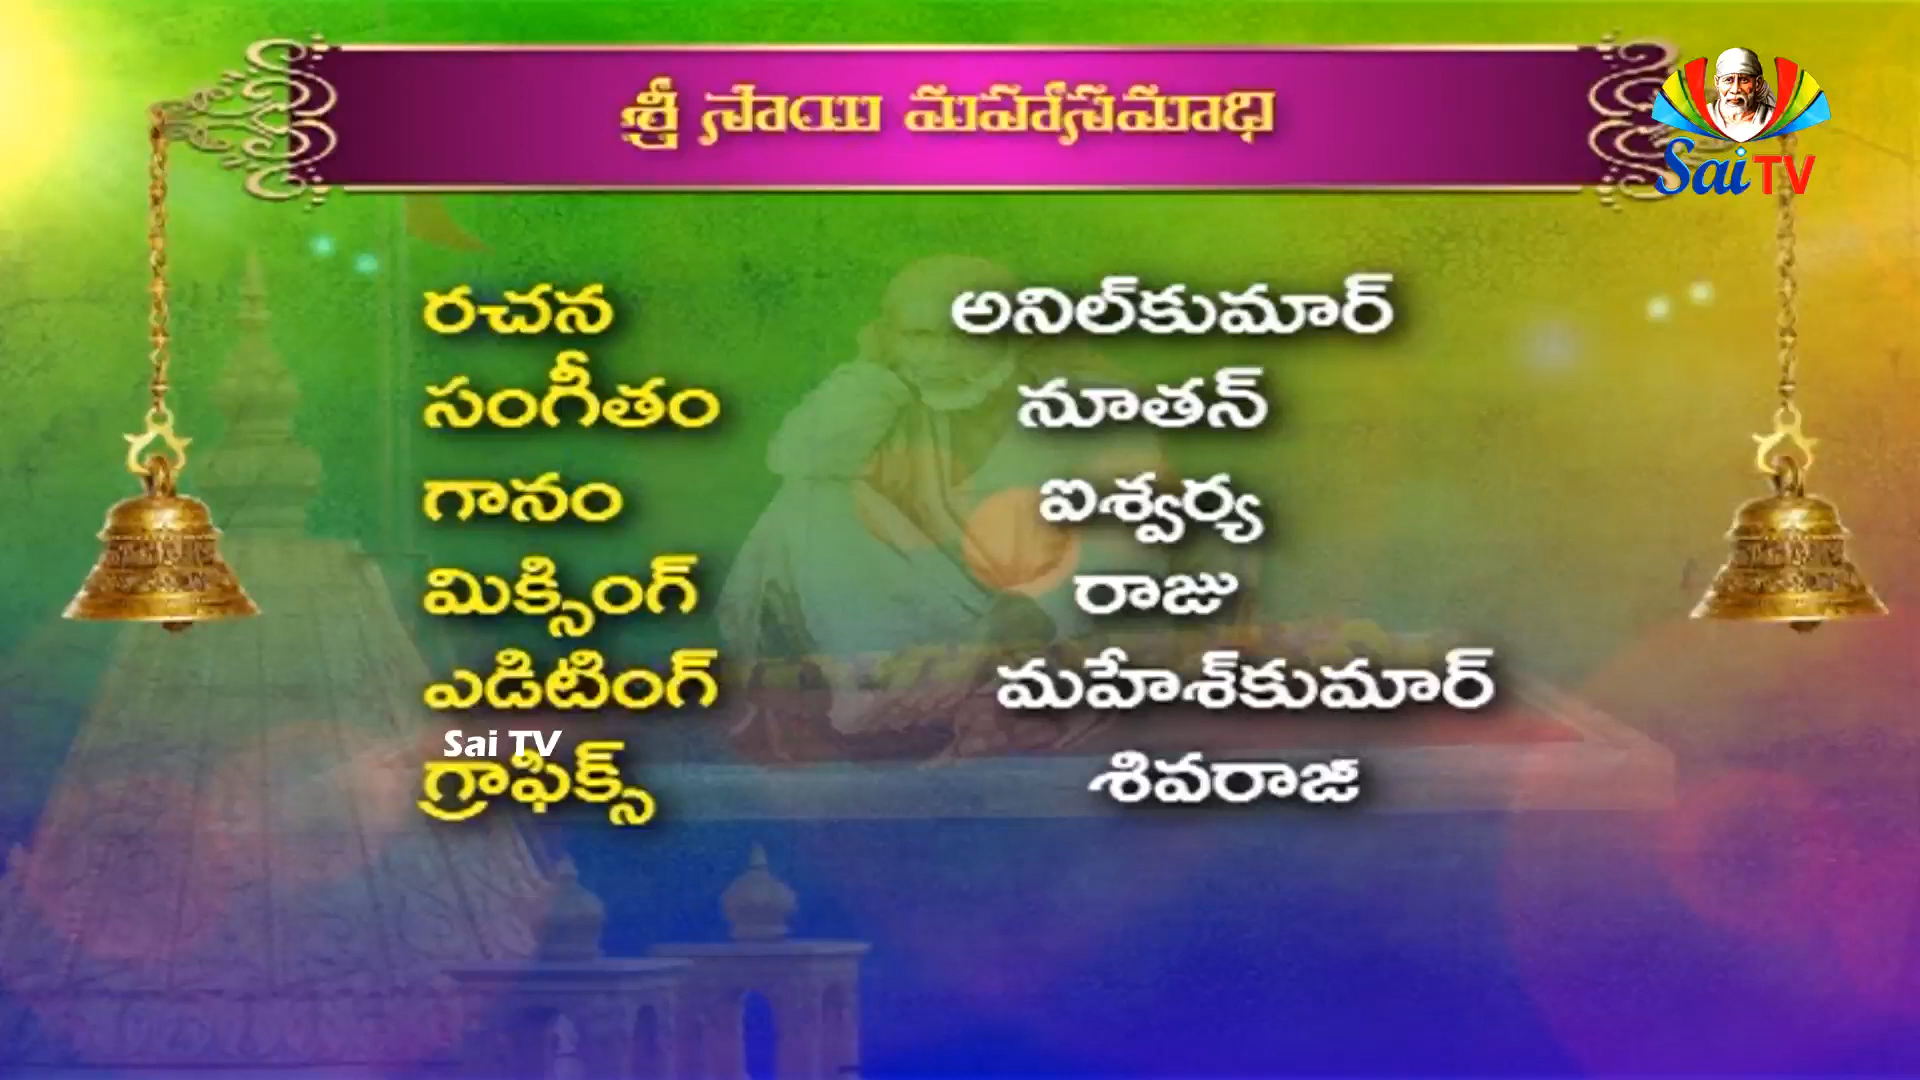 శ్రీ సాయి మహాసమాధి
Sai TV
రచన అనిల్‌కుమార్
సంగీతం నూతన్
గానం ఐశ్వర్య
మిక్సింగ్ రాజు
ఎడిటింగ్ మహేశ్‌కుమార్
Sai TV
గ్రాఫిక్స్ శివరాజ్